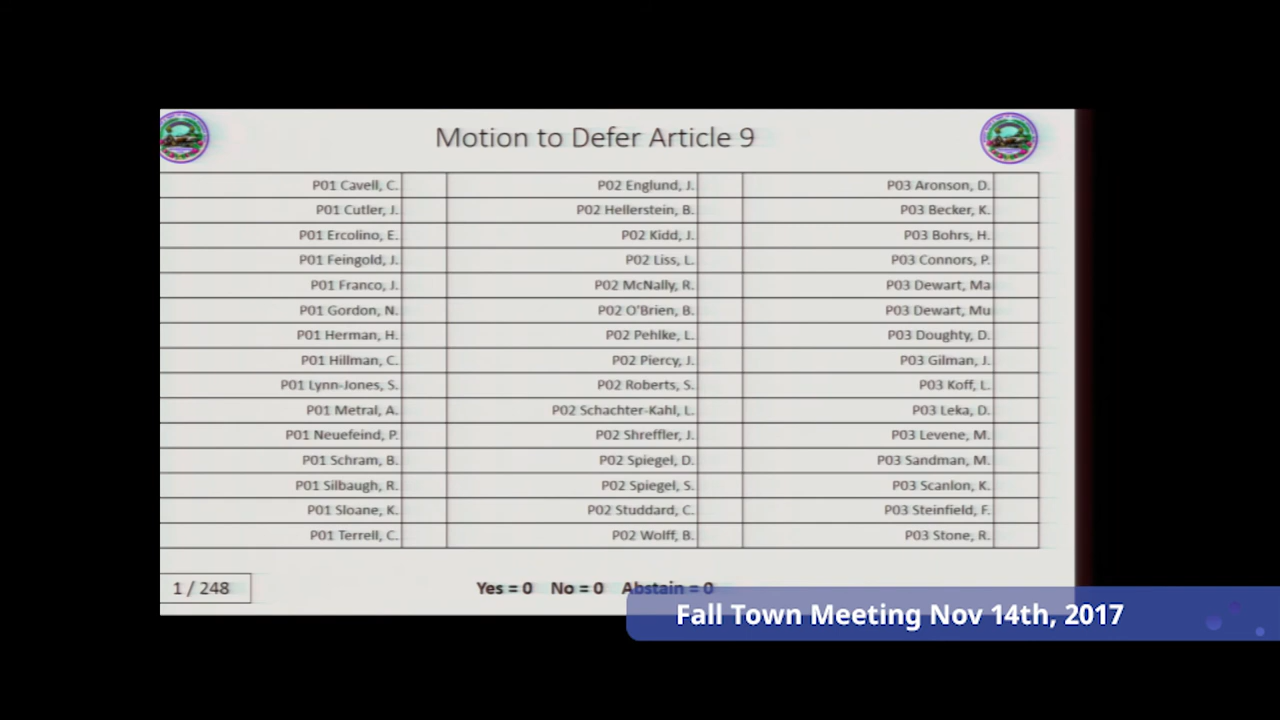 Motion to Defer Article 9
P01 Cavell, C. P02 Englund, J. P03 Aronson, D.
P01 Cutler, J. P02 Hellerstein, B. P03 Becker, K.
P01 Ercolino, E. P02 Kidd, J. P03 Bohrs, H.
P01 Feingold, J. P02 Liss, L. P03 Connors, P.
P01 Franco, J. P02 McNally, R. P03 Dewart, Ma
P01 Gordon, N. P02 O'Brien, B. P03 Dewart, Mu
P01 Herman, H. P02 Pehlke, L. P03 Doughty, D.
P01 Hillman, C. P02 Piercy, J. P03 Gilman, J.
P01 Lynn-Jones, S. P02 Roberts, S. P03 Koff, L.
P01 Metral, A. P02 Schachter-Kahl, L. P03 Leka, D.
P01 Neuefeind, P. P02 Shreffler, J. P03 Levene, M.
P01 Schram, B. P02 Spiegel, D. P03 Sandman, M.
P01 Silbaugh, R. P02 Spiegel, S. P03 Scanlon, K.
P01 Sloane, K. P02 Studdard, C. P03 Steinfield, F.
P01 Terrell, C. P02 Wolff, B. P03 Stone, R.
1 / 248 Yes = 0 No = 0 Abstain = 0
Fall Town Meeting Nov 14th, 2017